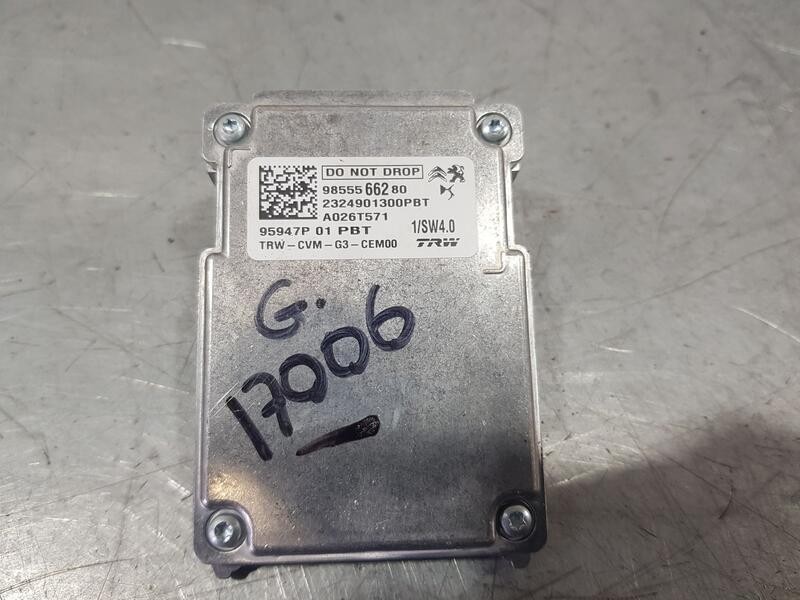 DO NOT DROP
98555 662 80
2324901300PBT
A026T571
95947P 01 PBT 1/SW4.0
TRW-CVM-G3-CEM00 TRW
G.
17006